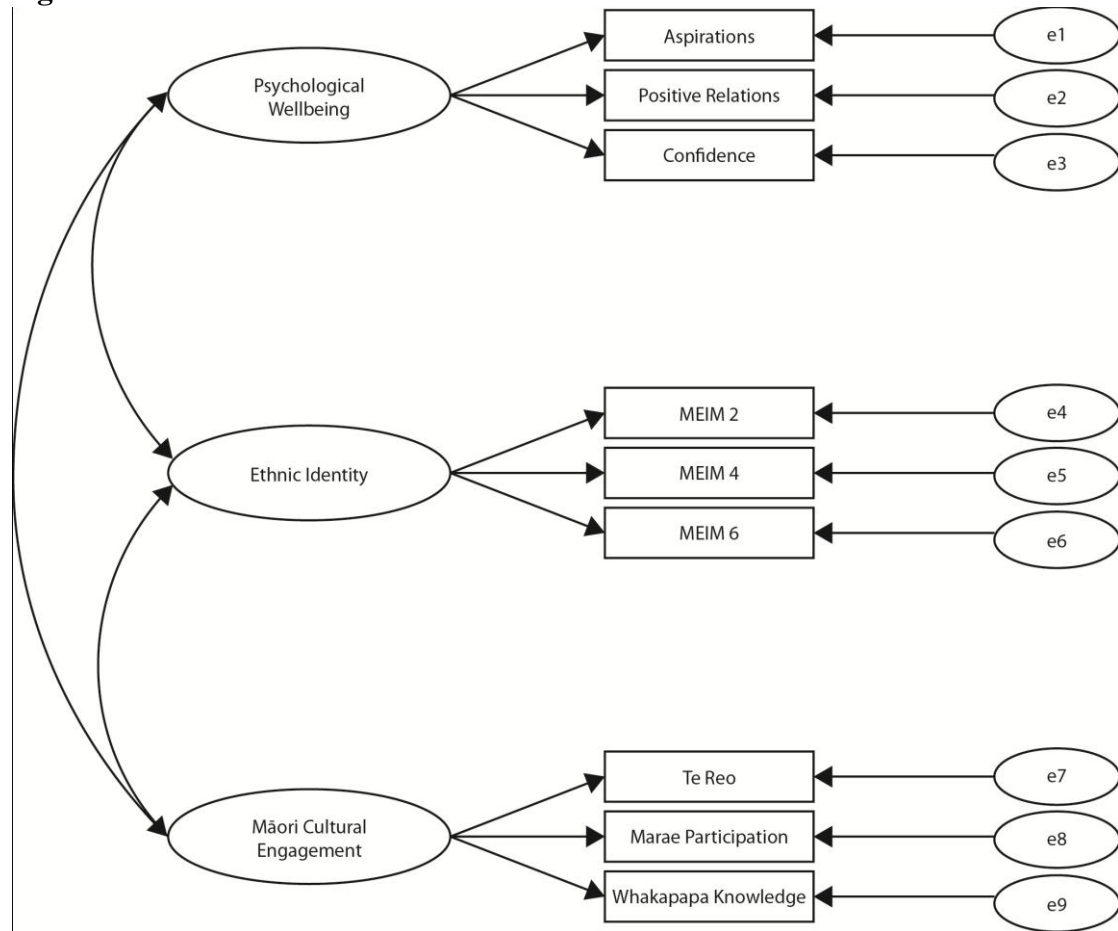 Aspirations
e1
Psychological
Wellbeing
Positive Relations
e2
Confidence
e3
MEIM 2
e4
Ethnic Identity
MEIM 4
e5
MEIM 6
e6
Te Reo
e7
Māori Cultural
Engagement
Marae Participation
e8
Whakapapa Knowledge
e9